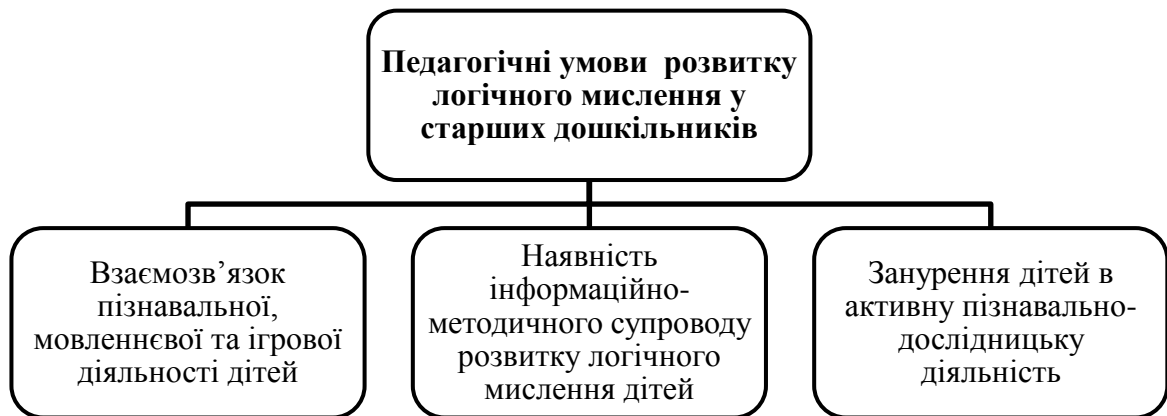 Педагогічні умови розвитку
логічного мислення у
старших дошкільників
Взаємозв’язок
пізнавальної,
мовленнєвої та ігрової
діяльності дітей
Наявність
інформаційно-
методичного супроводу
розвитку логічного
мислення дітей
Занурення дітей в
активну пізнавально-
дослідницьку
діяльність